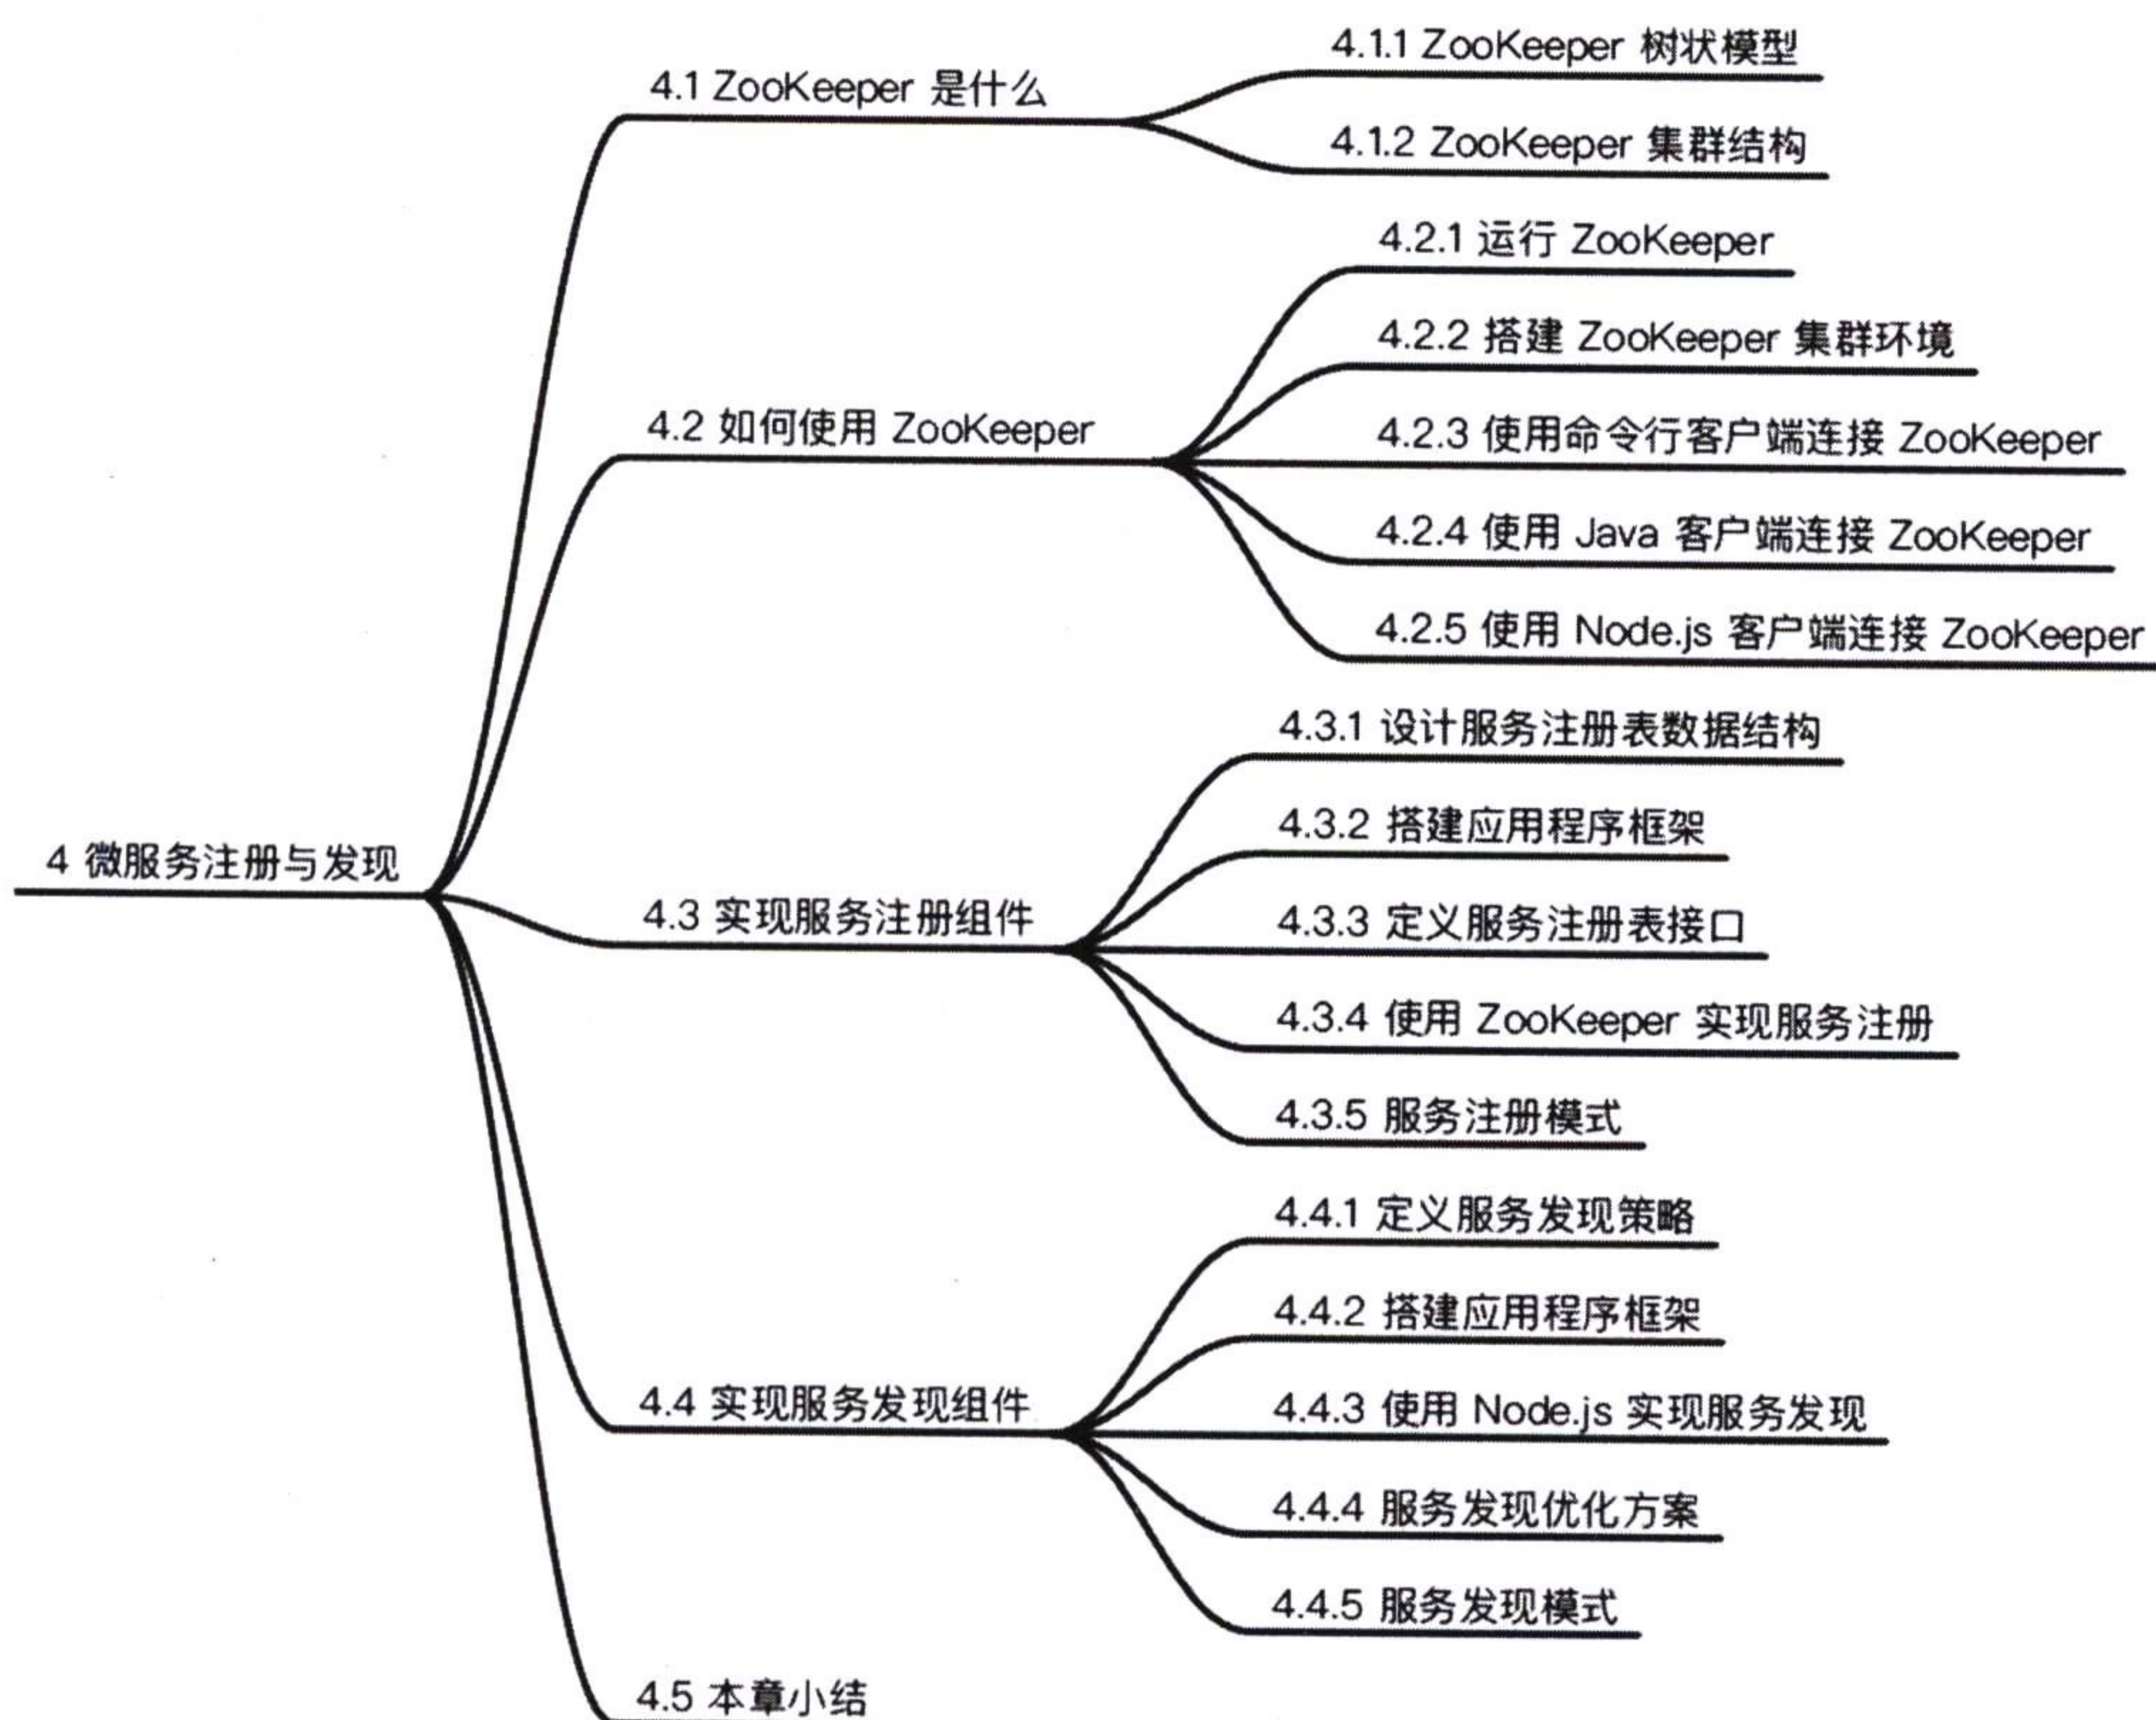 4 微服务注册与发现
4.1 ZooKeeper 是什么
4.1.1 ZooKeeper 树状模型
4.1.2 ZooKeeper 集群结构
4.2 如何使用 ZooKeeper
4.2.1 运行 ZooKeeper
4.2.2 搭建 ZooKeeper 集群环境
4.2.3 使用命令行客户端连接 ZooKeeper
4.2.4 使用 Java 客户端连接 ZooKeeper
4.2.5 使用 Node.js 客户端连接 ZooKeeper
4.3 实现服务注册组件
4.3.1 设计服务注册表数据结构
4.3.2 搭建应用程序框架
4.3.3 定义服务注册表接口
4.3.4 使用 ZooKeeper 实现服务注册
4.3.5 服务注册模式
4.4 实现服务发现组件
4.4.1 定义服务发现策略
4.4.2 搭建应用程序框架
4.4.3 使用 Node.js 实现服务发现
4.4.4 服务发现优化方案
4.4.5 服务发现模式
4.5 本章小结